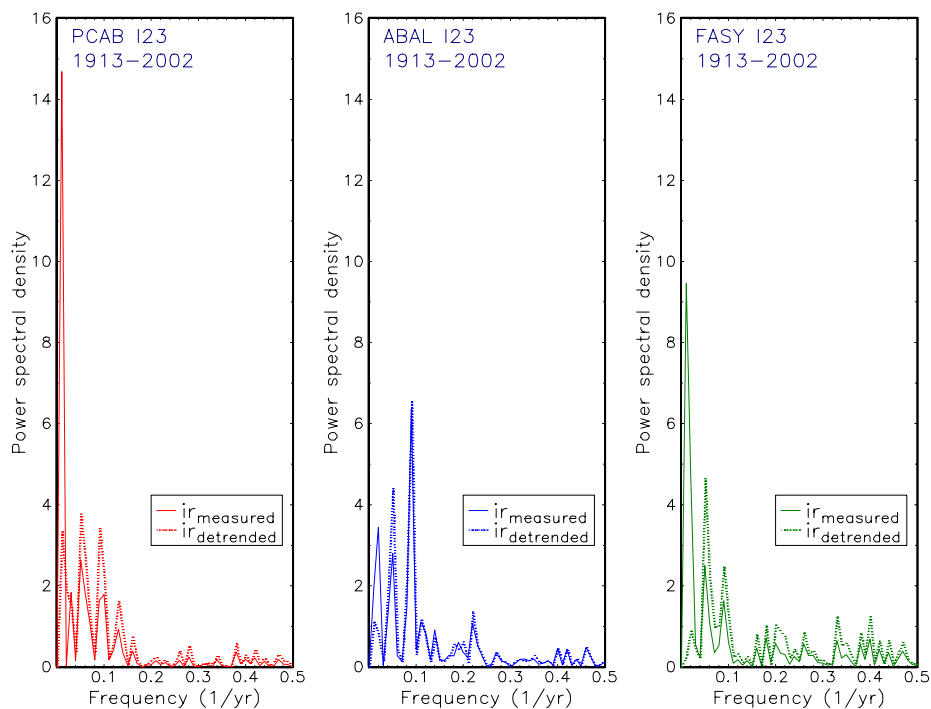 PCAB I23
1913–2002
Power spectral density
16
14
12
10
8
6
4
2
0
ir measured
ir detrended
0.1 0.2 0.3 0.4 0.5
Frequency (1/yr)
ABAL I23
1913–2002
Power spectral density
16
14
12
10
8
6
4
2
0
ir measured
ir detrended
0.1 0.2 0.3 0.4 0.5
Frequency (1/yr)
FASY I23
1913–2002
Power spectral density
16
14
12
10
8
6
4
2
0
ir measured
ir detrended
0.1 0.2 0.3 0.4 0.5
Frequency (1/yr)